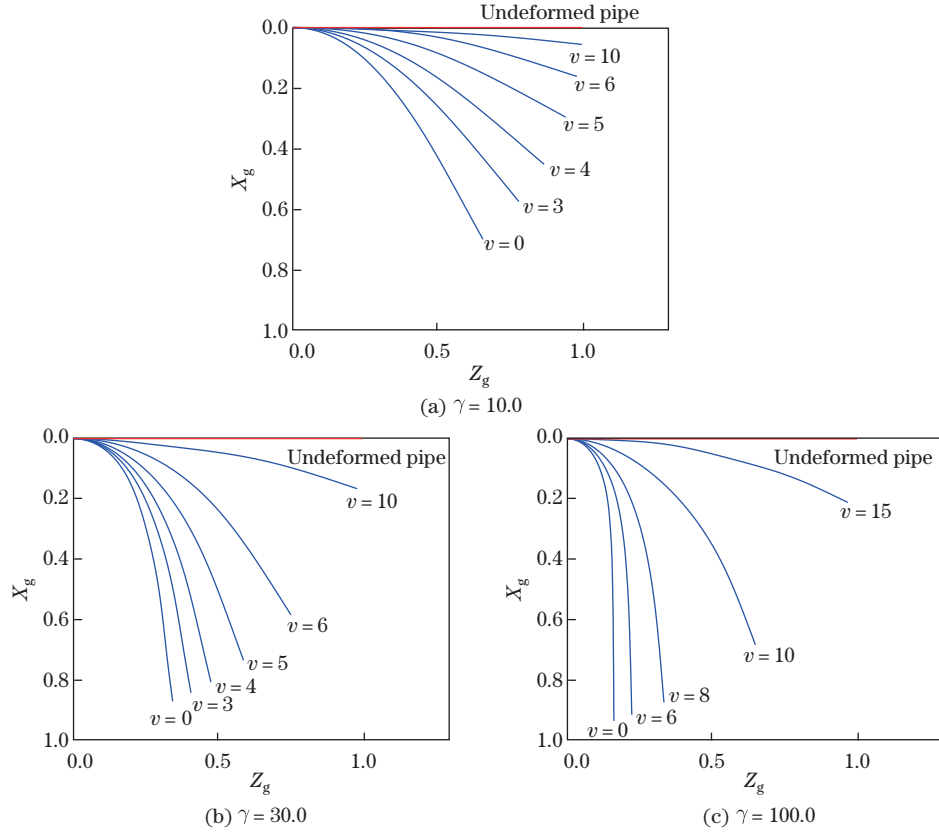 Undeformed pipe
0.0
v = 10
0.2
v = 6
v = 5
0.4
v = 4
X_g
0.6
v = 3
v = 0
0.8
1.0
0.0 0.5 1.0
Z_g
(a) γ = 10.0
0.0
Undeformed pipe
0.2
v = 10
0.4
X_g
0.6
v = 6
v = 5
0.8
v = 4
v = 3
v = 0
1.0
0.0 0.5 1.0
Z_g
(b) γ = 30.0
0.0
Undeformed pipe
0.2
v = 15
0.4
X_g
0.6
v = 10
0.8
v = 8
v = 6
v = 0
1.0
0.0 0.5 1.0
Z_g
(c) γ = 100.0